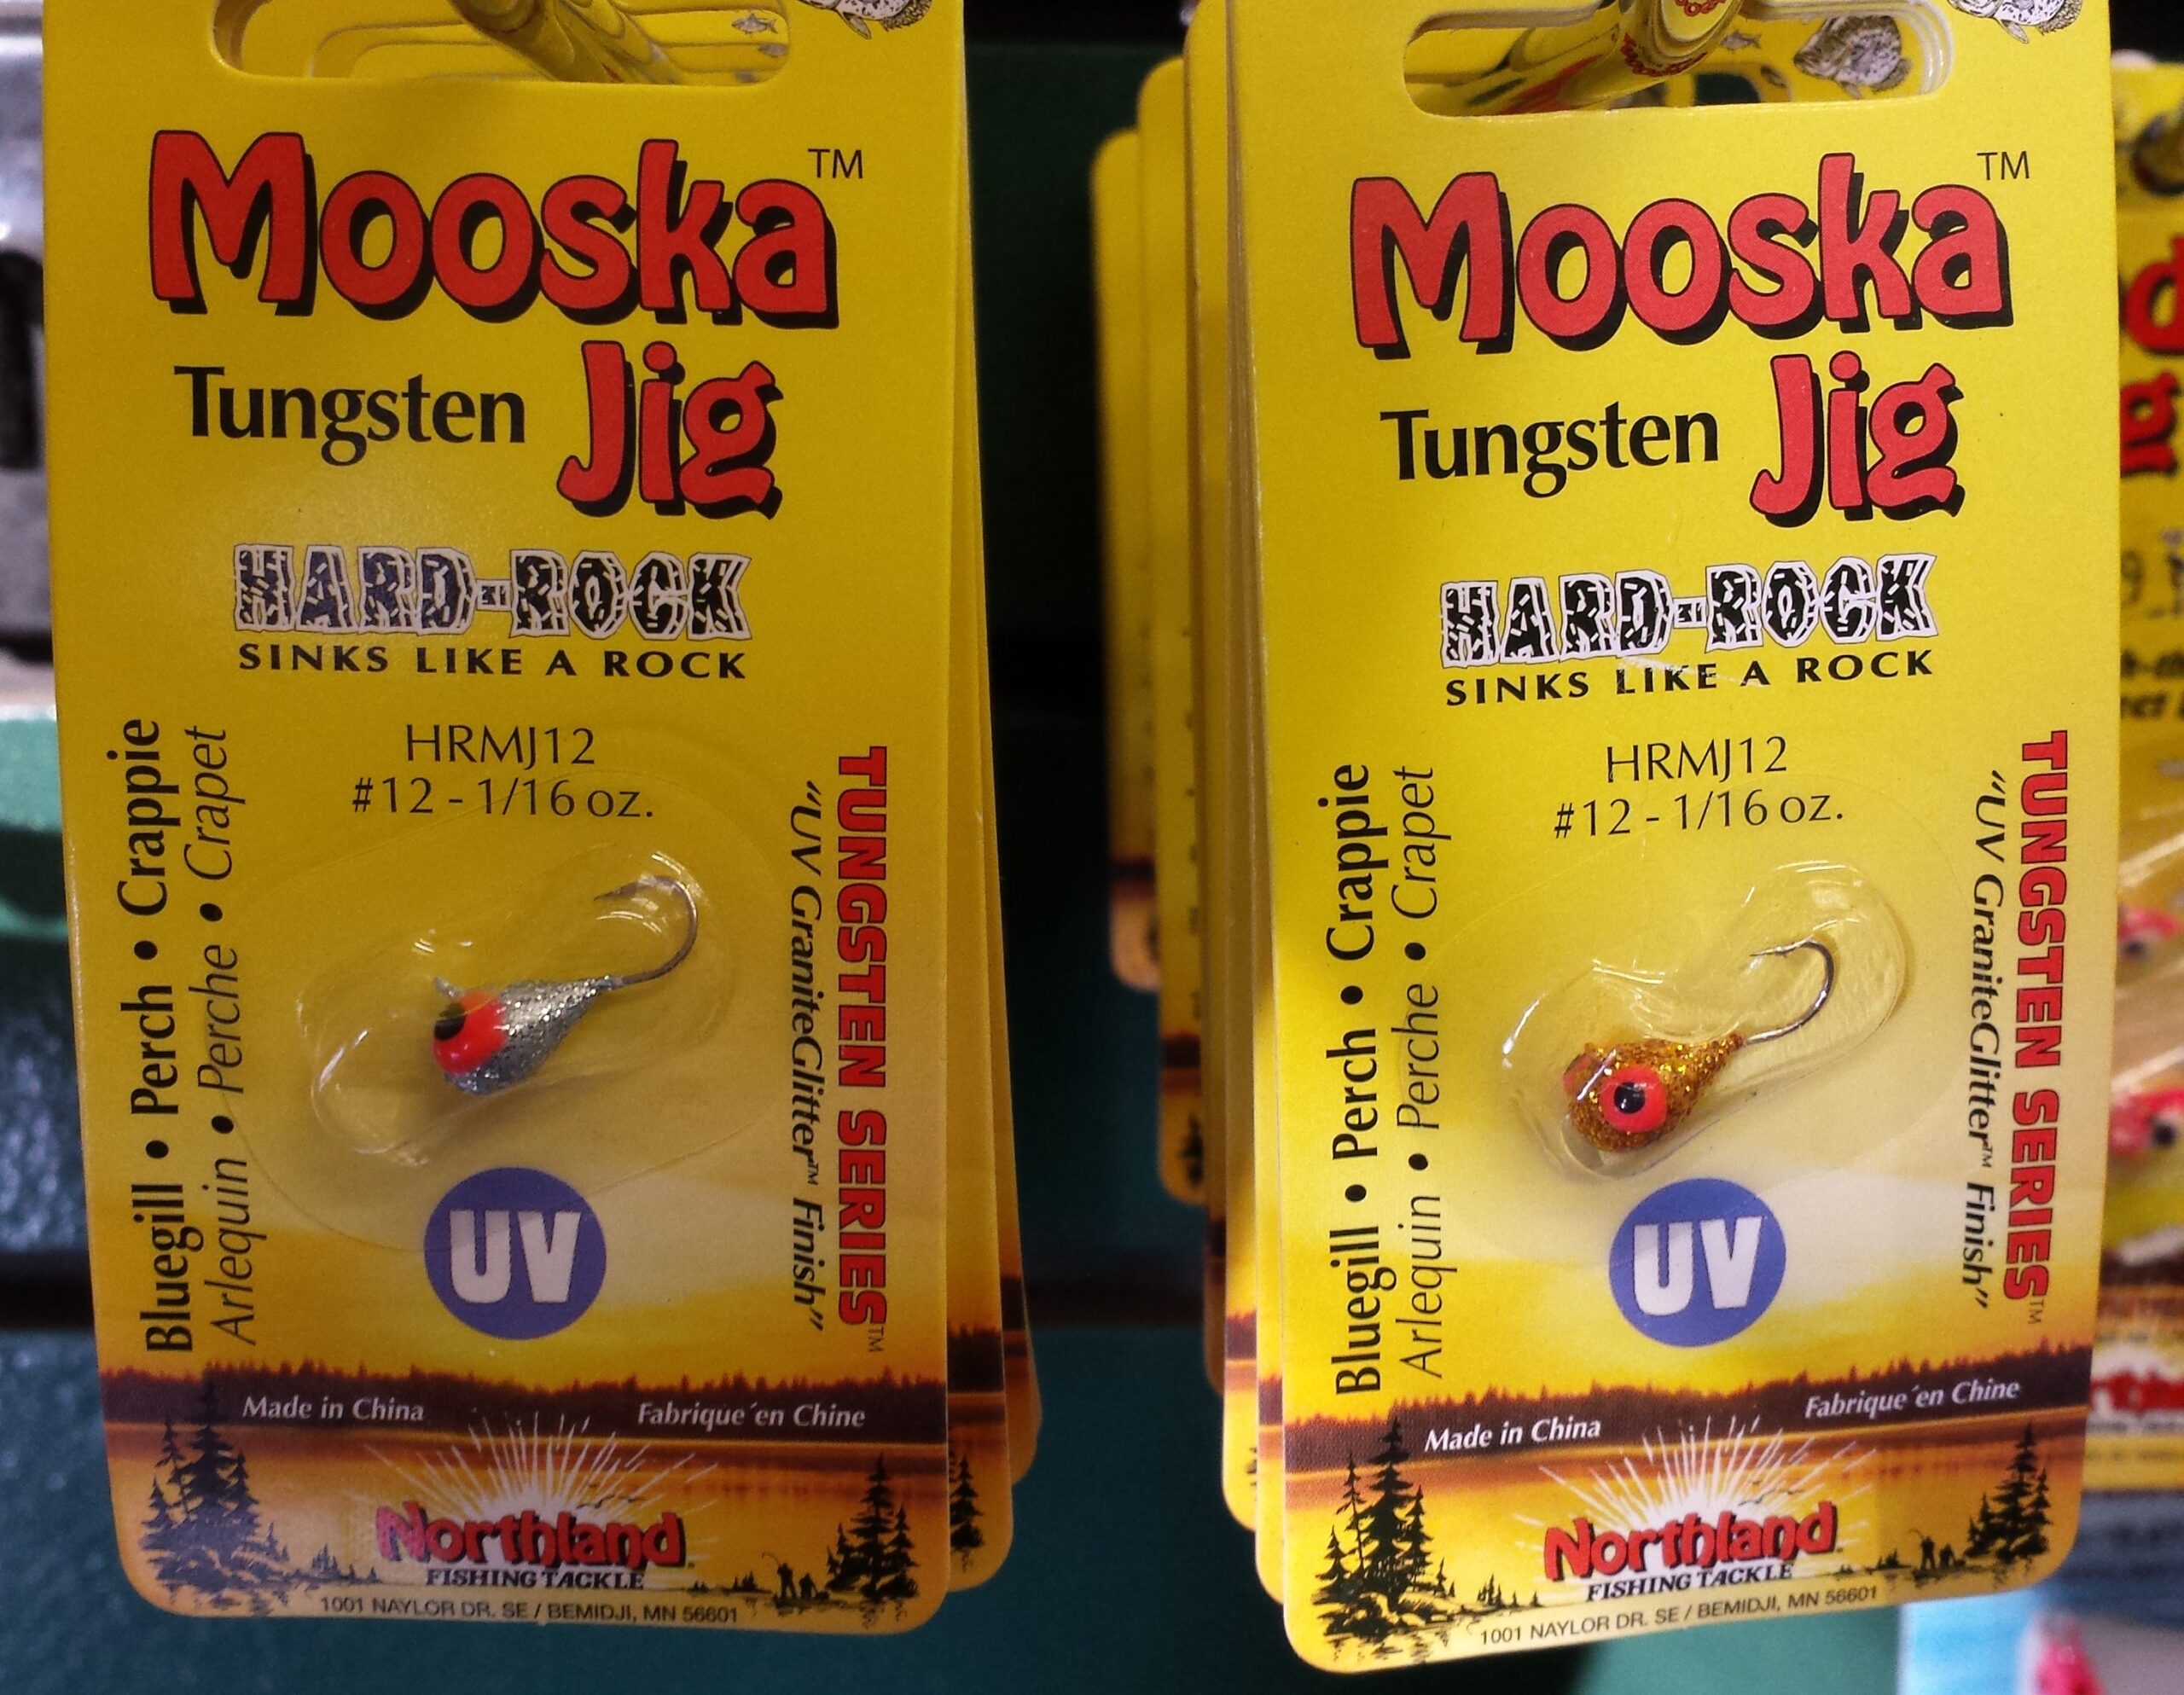 Mooska™
Tungsten Jig
HARD-ROCK
SINKS LIKE A ROCK
HRMJ12
#12 - 1/16 oz.
Bluegill • Perch • Crappie
Arlequin • Perche • Crapet
TUNGSTEN SERIES™
"UV GraniteGlitter™ Finish"
UV
Made in China
Fabrique´en Chine
Northland
FISHING TACKLE
1001 NAYLOR DR. SE / BEMIDJI, MN 56601
Mooska™
Tungsten Jig
HARD-ROCK
SINKS LIKE A ROCK
HRMJ12
#12 - 1/16 oz.
Bluegill • Perch • Crappie
Arlequin • Perche • Crapet
TUNGSTEN SERIES™
"UV GraniteGlitter™ Finish"
UV
Made in China
Fabrique´en Chine
Northland
FISHING TACKLE
1001 NAYLOR DR. SE / BEMIDJI, MN 56601